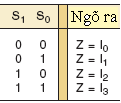 S₁ S₀ Ngõ ra
0 0 Z = I₀
0 1 Z = I₁
1 0 Z = I₂
1 1 Z = I₃